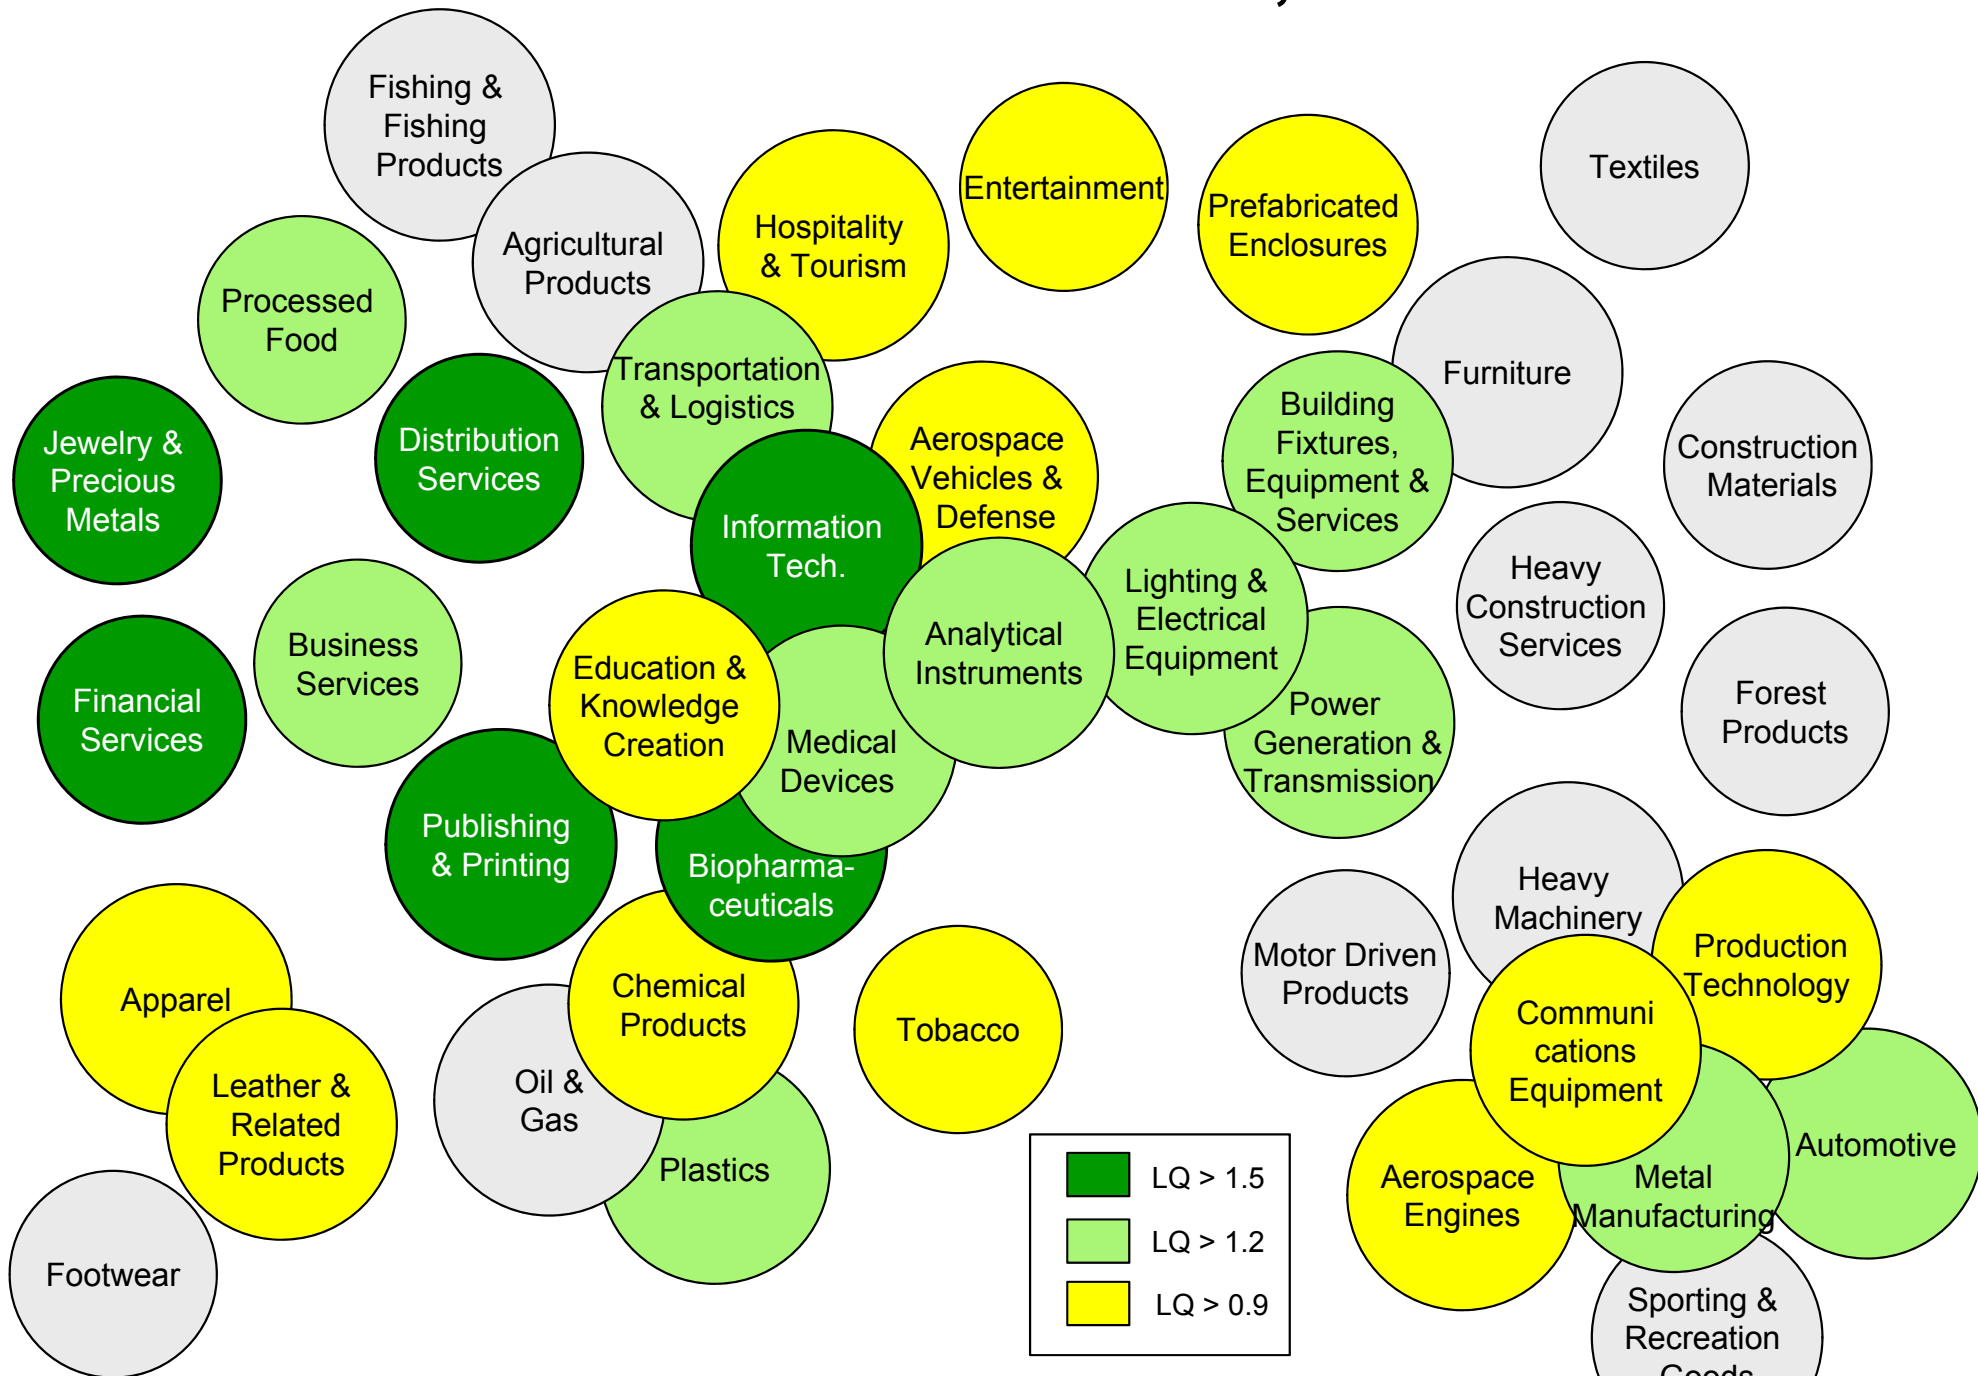 Fishing &
Fishing
Products
Agricultural
Products
Hospitality
& Tourism
Entertainment
Prefabricated
Enclosures
Textiles
Processed
Food
Transportation
& Logistics
Furniture
Jewelry &
Precious
Metals
Distribution
Services
Aerospace
Vehicles &
Defense
Building
Fixtures,
Equipment &
Services
Construction
Materials
Information
Tech.
Lighting &
Electrical
Equipment
Heavy
Construction
Services
Financial
Services
Business
Services
Education &
Knowledge
Creation
Analytical
Instruments
Medical
Devices
Power
Generation &
Transmission
Forest
Products
Publishing
& Printing
Biopharma-
ceuticals
Heavy
Machinery
Production
Technology
Motor Driven
Products
Apparel
Chemical
Products
Tobacco
Communi
cations
Equipment
Leather &
Related
Products
Oil &
Gas
Plastics
Automotive
Aerospace
Engines
Metal
Manufacturing
Footwear
Sporting &
Recreation
Goods
LQ > 1.5
LQ > 1.2
LQ > 0.9